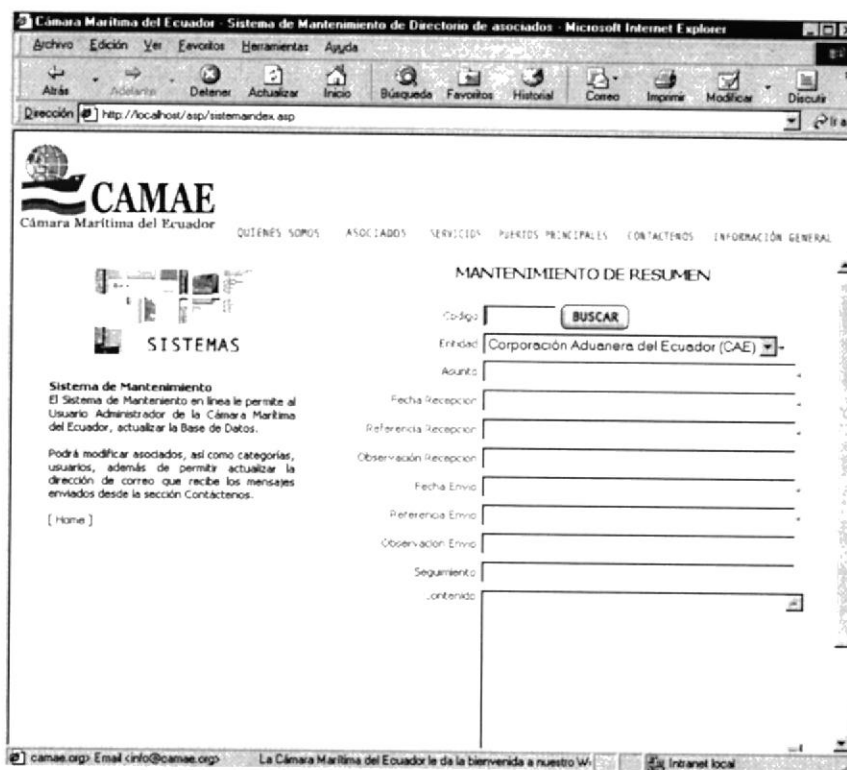 Cámara Marítima del Ecuador - Sistema de Mantenimiento de Directorio de asociados - Microsoft Internet Explorer
Archivo Edición Ver Favoritos Herramientas Ayuda
Atrás Adelante Detener Actualizar Inicio Búsqueda Favoritos Historial Correo Imprimir Modificar Discutir
Dirección http://localhost/asp/sistemaindex.asp Ir a
CAMAE
Cámara Marítima del Ecuador
QUIENES SOMOS ASOCIADOS SERVICIOS PUERTOS PRINCIPALES CONTACTENOS INFORMACIÓN GENERAL
SISTEMAS
Sistema de Mantenimiento
El Sistema de Manteniento en línea le permite al
Usuario Administrador de la Cámara Marítima
del Ecuador, actualizar la Base de Datos.
Podrá modificar asociados, así como categorías,
usuarios, además de permitir actualizar la
dirección de correo que recibe los mensajes
enviados desde la sección Contáctenos.
[ Home ]
MANTENIMIENTO DE RESUMEN
Codigo BUSCAR
Entidad Corporación Aduanera del Ecuador (CAE)
Asunto
Fecha Recepcion
Referencia Recepcion
Observación Recepcion
Fecha Envio
Referencia Envio
Observacion Envio
Seguimiento
Contenido
camae.org> Email <info@camae.org> La Cámara Marítima del Ecuador le da la bienvenida a nuestro W
Intranet local